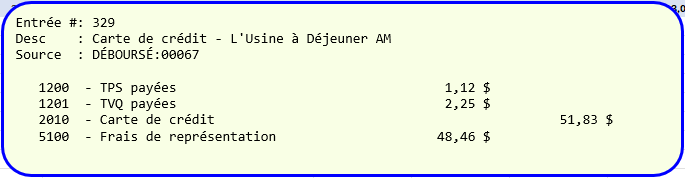 Entrée #: 329
Desc    : Carte de crédit - L'Usine à Déjeuner AM
Source  : DÉBOURSÉ:00067
1200  - TPS payées 1,12 $
1201  - TVQ payées 2,25 $
2010  - Carte de crédit 51,83 $
5100  - Frais de représentation 48,46 $